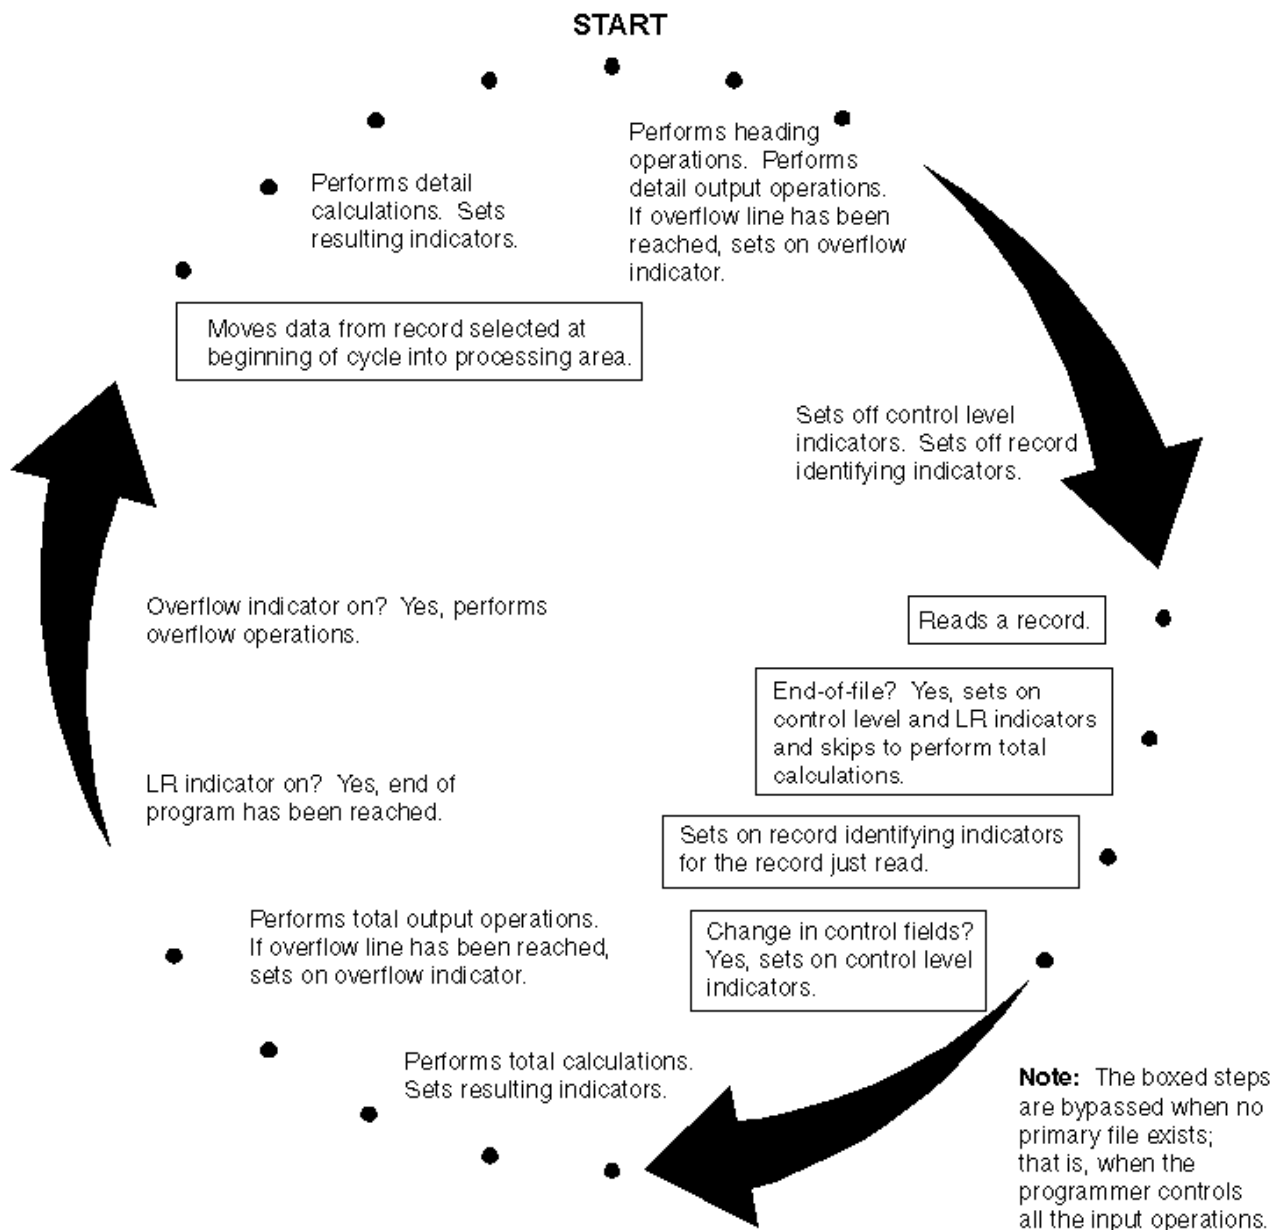 START
Performs heading
operations. Performs
detail output operations.
If overflow line has been
reached, sets on overflow
indicator.
Sets off control level
indicators. Sets off record
identifying indicators.
Reads a record.
End-of-file? Yes, sets on
control level and LR indicators
and skips to perform total
calculations.
Sets on record identifying indicators
for the record just read.
Change in control fields?
Yes, sets on control level
indicators.
Performs total calculations.
Sets resulting indicators.
Performs total output operations.
If overflow line has been reached,
sets on overflow indicator.
LR indicator on? Yes, end of
program has been reached.
Overflow indicator on? Yes, performs
overflow operations.
Moves data from record selected at
beginning of cycle into processing area.
Performs detail
calculations. Sets
resulting indicators.
Note: The boxed steps
are bypassed when no
primary file exists;
that is, when the
programmer controls
all the input operations.